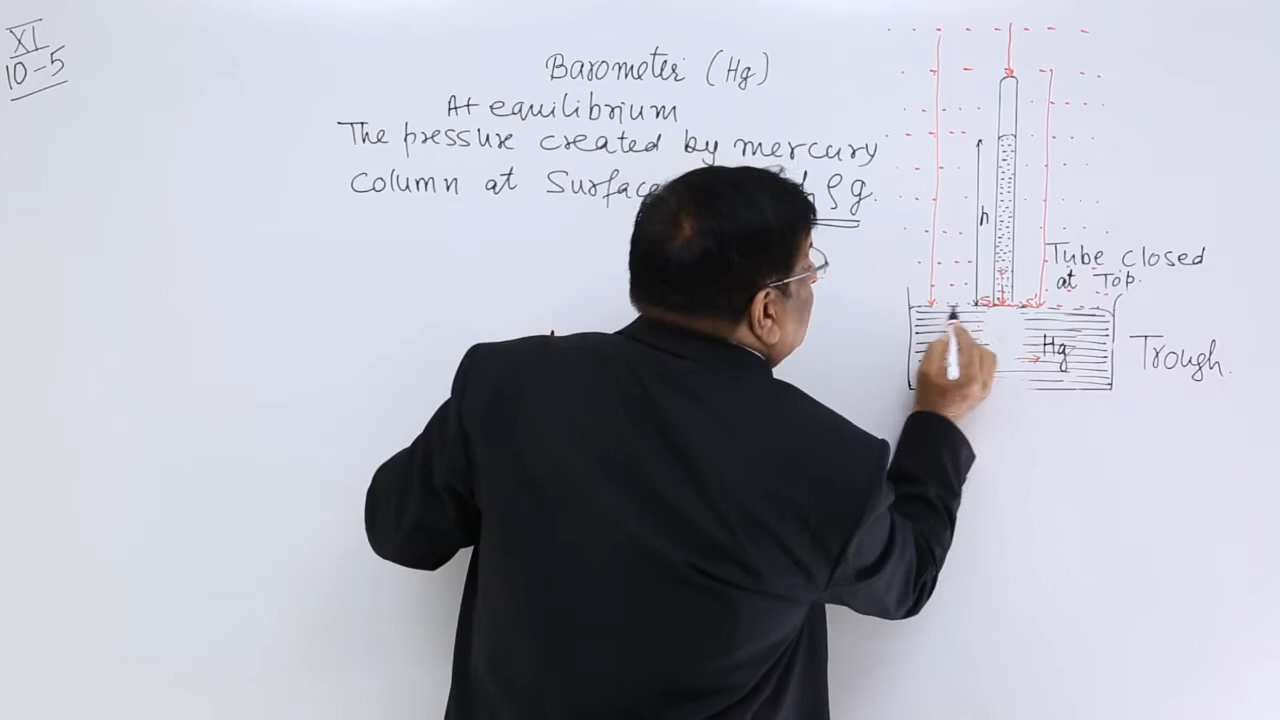 XI
10-5
Barometer (Hg)
At equilibrium
The pressure created by mercury
column at Surface hρg.
h
Tube closed
at Top.
S S
Hg
Trough.